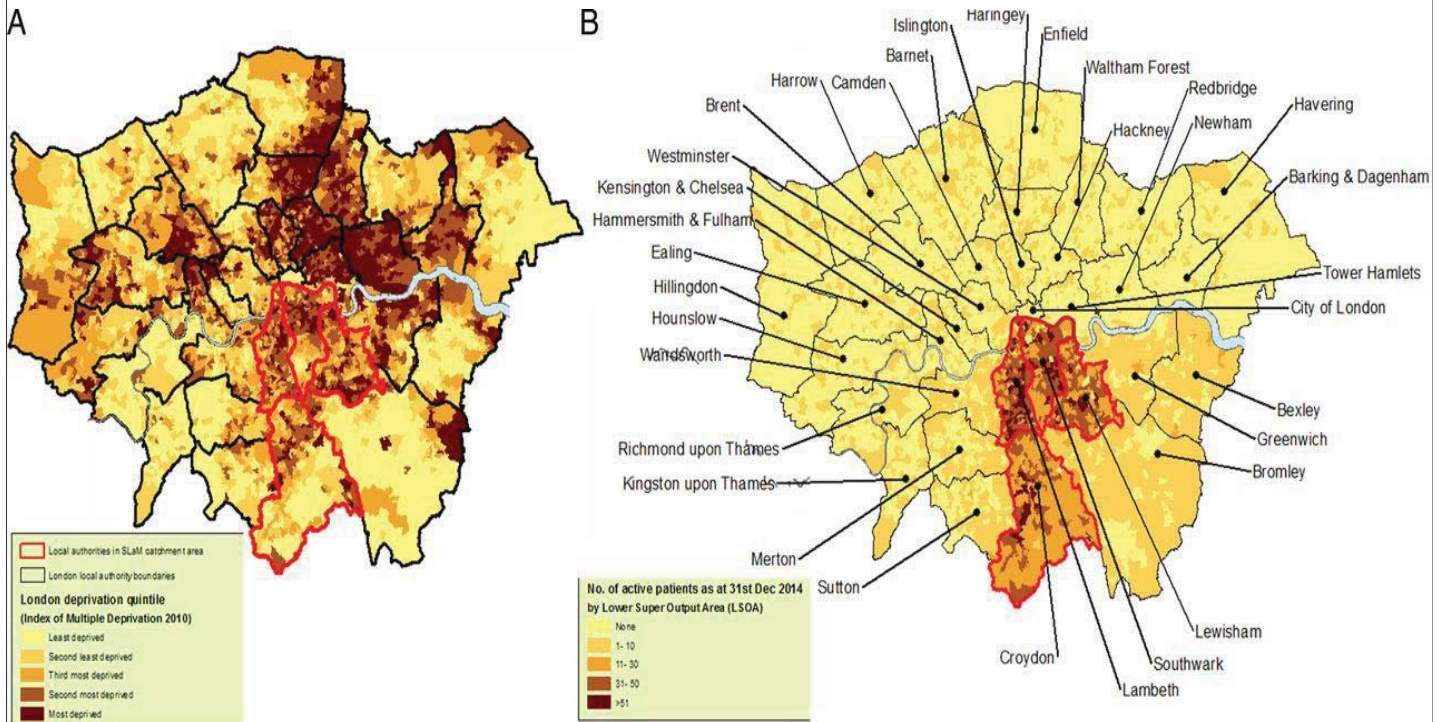 A
Local authorities in SLaM catchment area
London local authority boundaries
London deprivation quintile
(Index of Multiple Deprivation 2010)
Least deprived
Second least deprived
Third most deprived
Second most deprived
Most deprived
B
Haringey
Islington
Enfield
Barnet
Waltham Forest
Harrow
Camden
Redbridge
Brent
Havering
Hackney
Newham
Westminster
Kensington & Chelsea
Barking & Dagenham
Hammersmith & Fulham
Ealing
Tower Hamlets
Hillingdon
City of London
Hounslow
Wandsworth
Bexley
Greenwich
Richmond upon Thames
Bromley
Kingston upon Thames
Merton
Sutton
Lewisham
Croydon
Southwark
Lambeth
No. of active patients as at 31st Dec 2014
by Lower Super Output Area (LSOA)
None
1- 10
11- 30
31- 50
>51